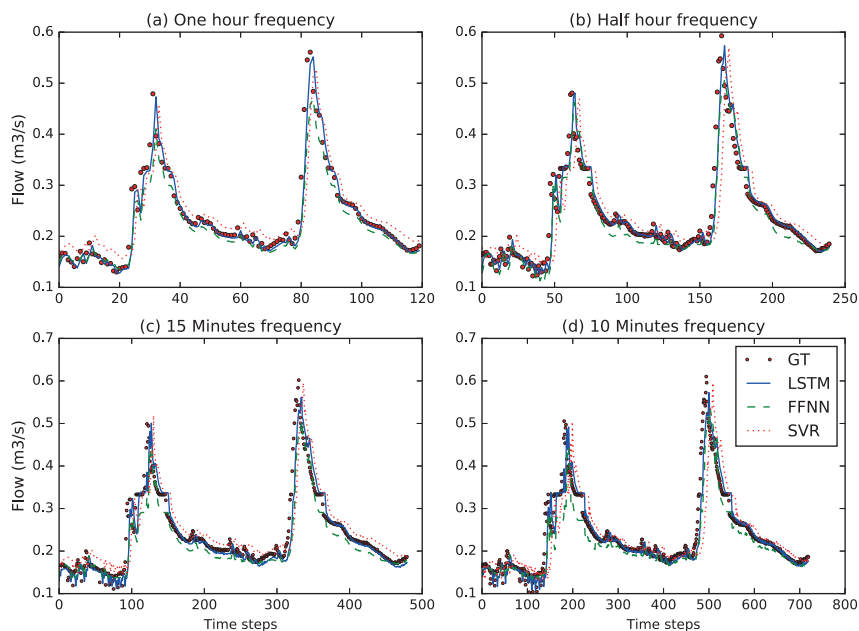 (a) One hour frequency
(b) Half hour frequency
0.6
0.5
0.4
0.3
0.2
0.1
Flow (m3/s)
0 20 40 60 80 100 120
0.6
0.5
0.4
0.3
0.2
0.1
0 50 100 150 200 250
(c) 15 Minutes frequency
(d) 10 Minutes frequency
0.7
0.6
0.5
0.4
0.3
0.2
0.1
Flow (m3/s)
0 100 200 300 400 500
Time steps
0.7
0.6
0.5
0.4
0.3
0.2
0.1
GT
LSTM
FFNN
SVR
0 100 200 300 400 500 600 700 800
Time steps